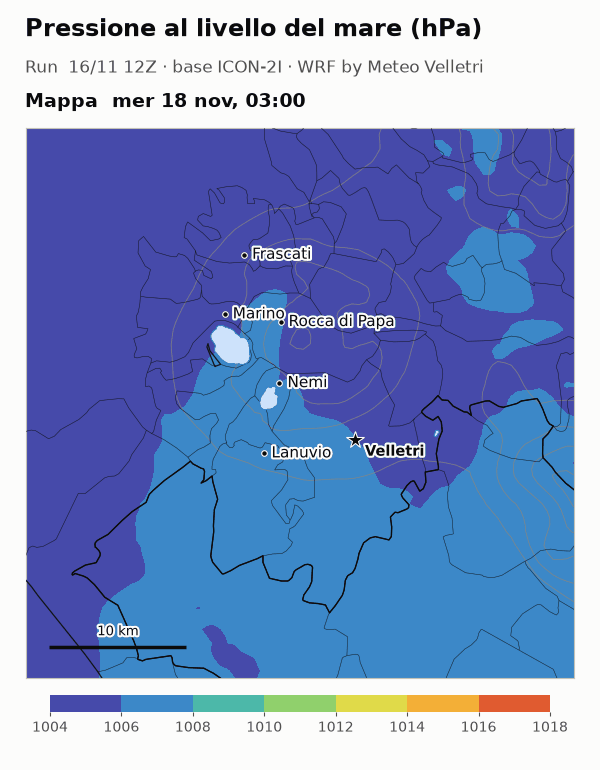 Pressione al livello del mare (hPa)
Run  16/11 12Z · base ICON-2I · WRF by Meteo Velletri
Mappa  mer 18 nov, 03:00
Frascati
Marino
Rocca di Papa
Nemi
Velletri
Lanuvio
10 km
1004 1006 1008 1010 1012 1014 1016 1018